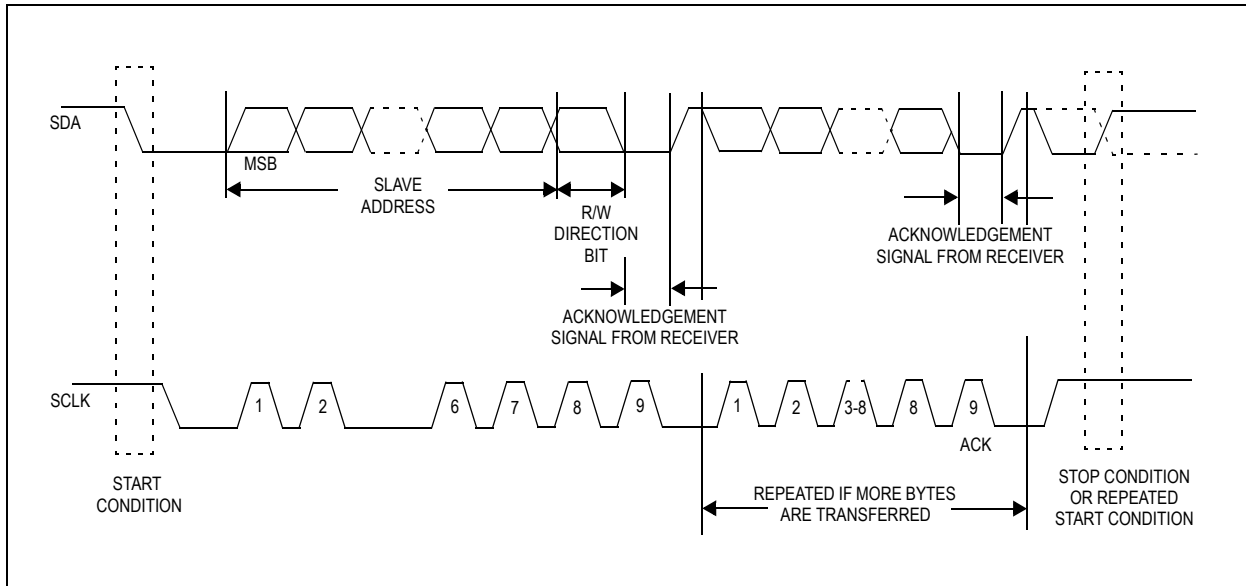 SDA
MSB
SLAVE
ADDRESS
R/W
DIRECTION
BIT
ACKNOWLEDGEMENT
SIGNAL FROM RECEIVER
ACKNOWLEDGEMENT
SIGNAL FROM RECEIVER
SCLK
1
2
6
7
8
9
1
2
3-8
8
9
ACK
START
CONDITION
REPEATED IF MORE BYTES
ARE TRANSFERRED
STOP CONDITION
OR REPEATED
START CONDITION